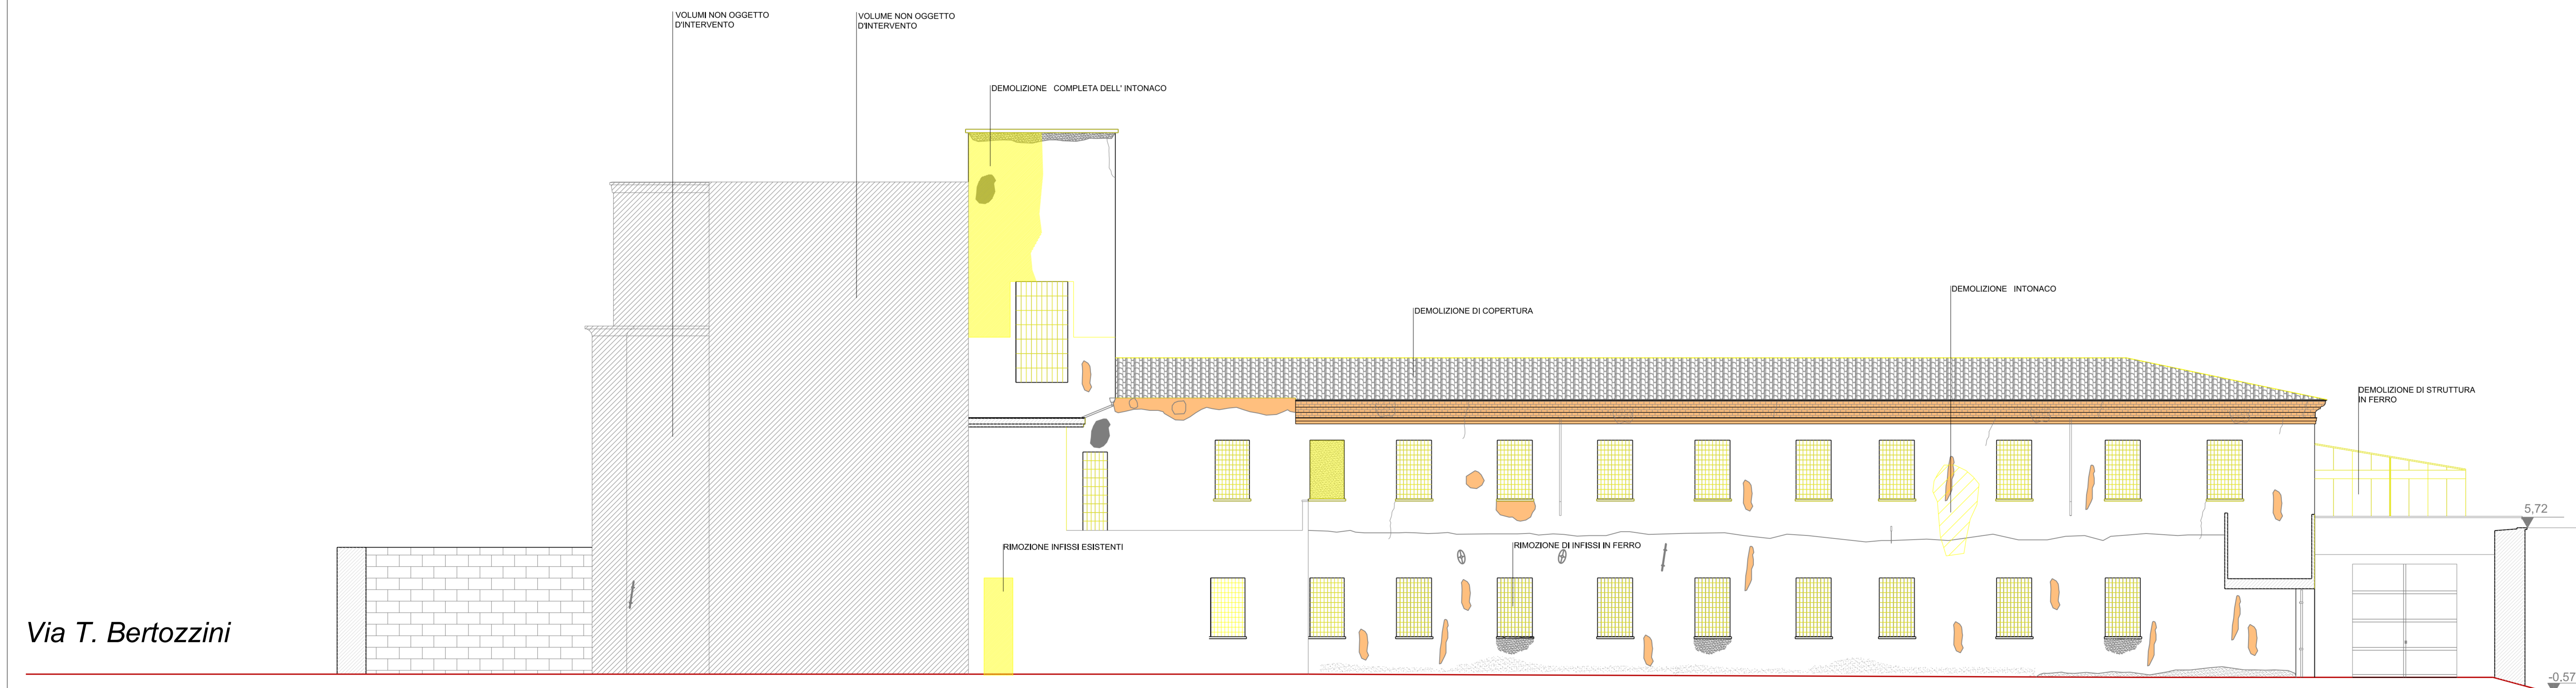 VOLUMI NON OGGETTO
D'INTERVENTO
VOLUME NON OGGETTO
D'INTERVENTO
DEMOLIZIONE COMPLETA DELL' INTONACO
DEMOLIZIONE INTONACO
DEMOLIZIONE DI COPERTURA
DEMOLIZIONE DI STRUTTURA
IN FERRO
5,72
RIMOZIONE INFISSI ESISTENTI
RIMOZIONE DI INFISSI IN FERRO
Via T. Bertozzini
-0.57